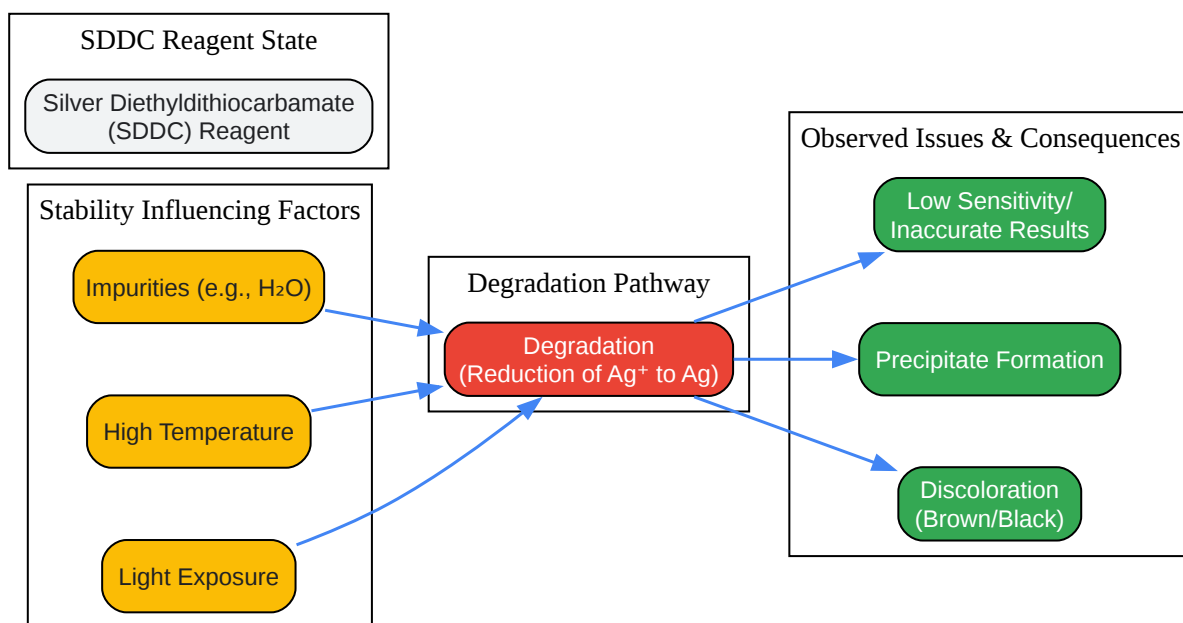 SDDC Reagent State
Silver Diethyldithiocarbamate
(SDDC) Reagent
Stability Influencing Factors
Impurities (e.g., H₂O)
High Temperature
Light Exposure
Degradation Pathway
Degradation
(Reduction of Ag⁺ to Ag)
Observed Issues & Consequences
Low Sensitivity/
Inaccurate Results
Precipitate Formation
Discoloration
(Brown/Black)